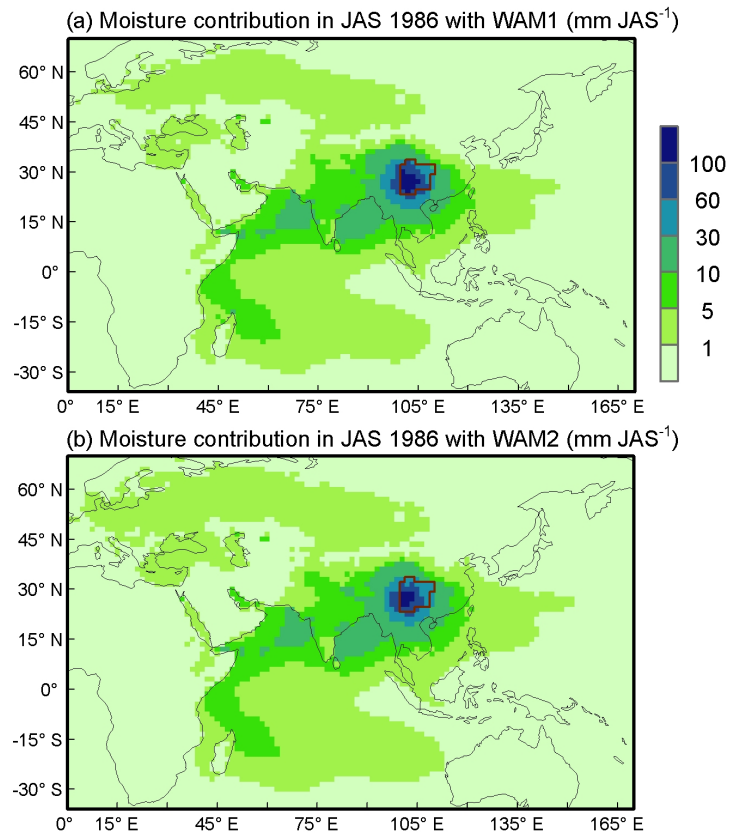 (a) Moisture contribution in JAS 1986 with WAM1 (mm JAS⁻¹)
60° N
45° N
30° N
15° N
0°
-15° S
-30° S
0° 15° E 45° E 75° E 105° E 135° E 165° E
100
60
30
10
5
1
(b) Moisture contribution in JAS 1986 with WAM2 (mm JAS⁻¹)
60° N
45° N
30° N
15° N
0°
-15° S
-30° S
0° 15° E 45° E 75° E 105° E 135° E 165° E